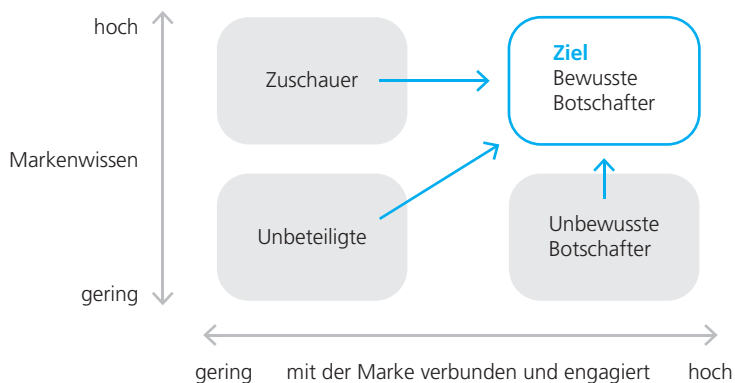 hoch
Zuschauer
Ziel
Bewusste
Botschafter
Markenwissen
Unbeteiligte
Unbewusste
Botschafter
gering
gering mit der Marke verbunden und engagiert hoch